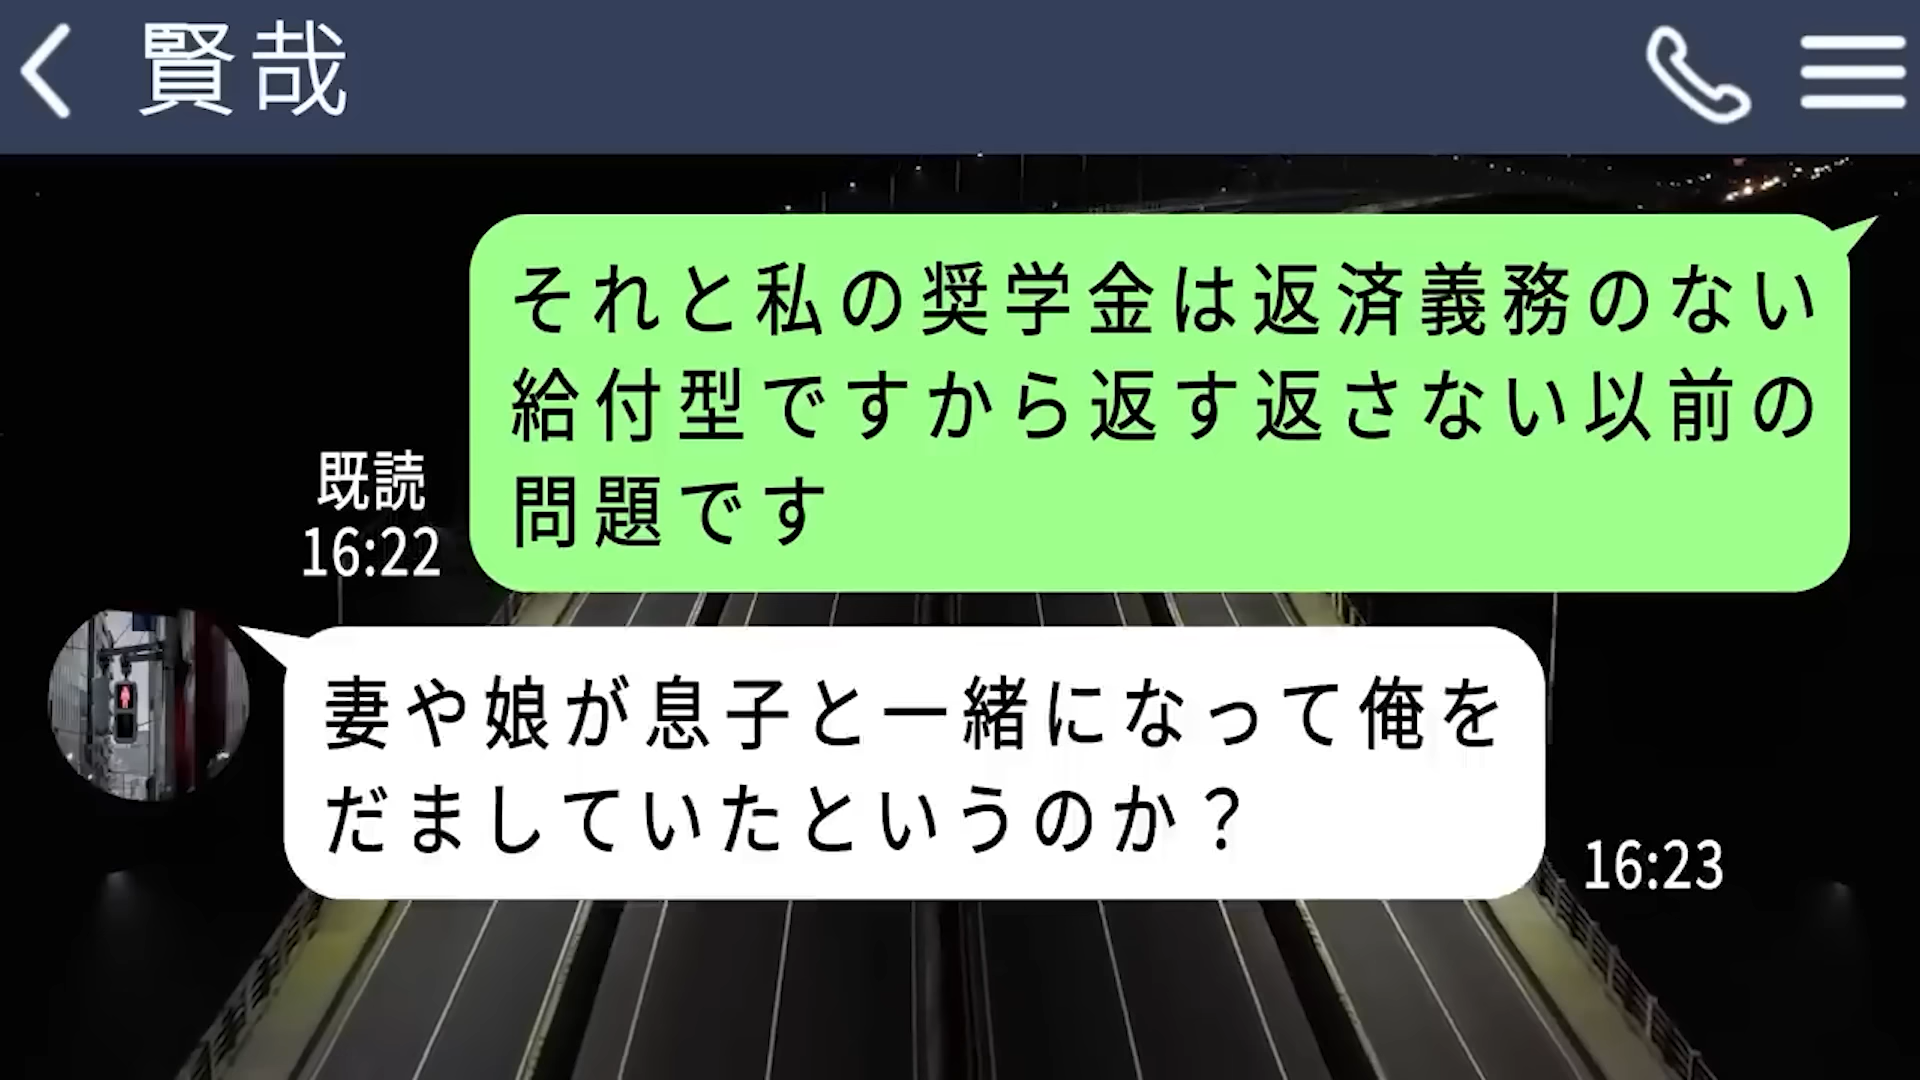 賢哉
それと私の奨学金は返済義務のない
給付型ですから返す返さない以前の
問題です
既読
16:22
妻や娘が息子と一緒になって俺を
だましていたというのか？
16:23